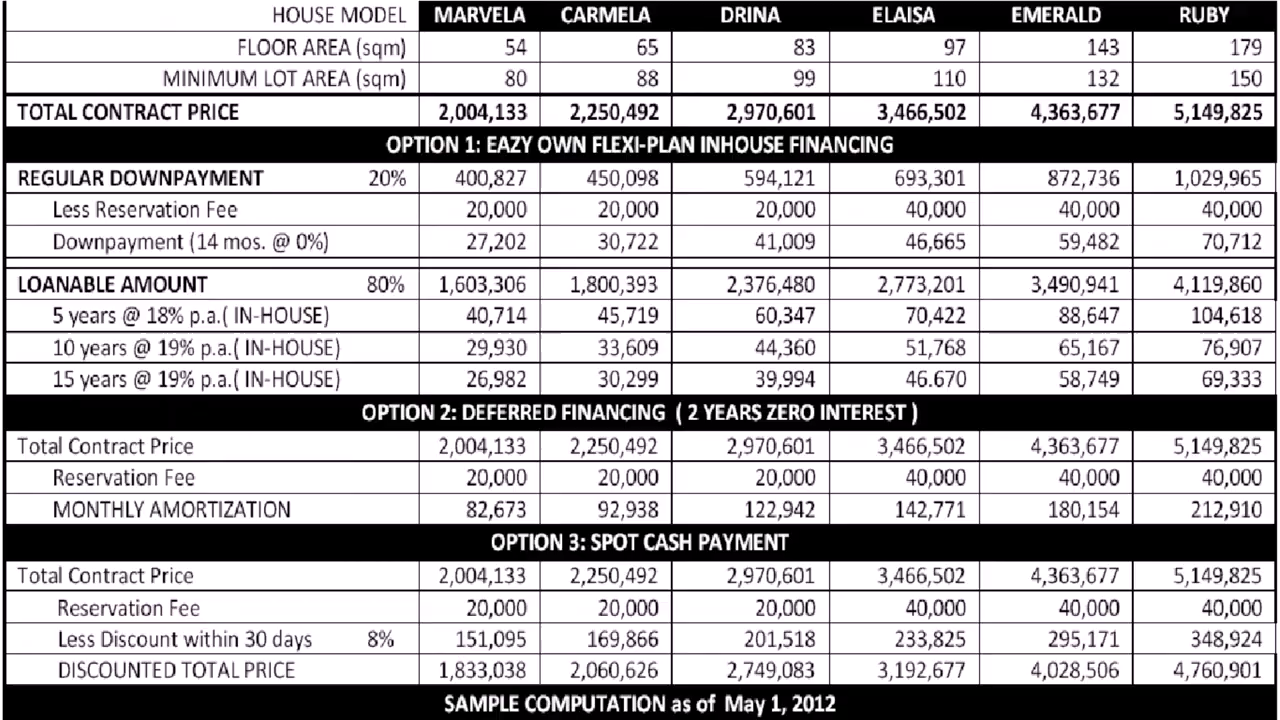 HOUSE MODEL MARVELA CARMELA DRINA ELAISA EMERALD RUBY
FLOOR AREA (sqm) 54 65 83 97 143 179
MINIMUM LOT AREA (sqm) 80 88 99 110 132 150
TOTAL CONTRACT PRICE 2,004,133 2,250,492 2,970,601 3,466,502 4,363,677 5,149,825
OPTION 1: EAZY OWN FLEXI-PLAN INHOUSE FINANCING
REGULAR DOWNPAYMENT 20% 400,827 450,098 594,121 693,301 872,736 1,029,965
Less Reservation Fee 20,000 20,000 20,000 40,000 40,000 40,000
Downpayment (14 mos. @ 0%) 27,202 30,722 41,009 46,665 59,482 70,712
LOANABLE AMOUNT 80% 1,603,306 1,800,393 2,376,480 2,773,201 3,490,941 4,119,860
5 years @ 18% p.a.( IN-HOUSE) 40,714 45,719 60,347 70,422 88,647 104,618
10 years @ 19% p.a.( IN-HOUSE) 29,930 33,609 44,360 51,768 65,167 76,907
15 years @ 19% p.a.( IN-HOUSE) 26,982 30,299 39,994 46.670 58,749 69,333
OPTION 2: DEFERRED FINANCING ( 2 YEARS ZERO INTEREST )
Total Contract Price 2,004,133 2,250,492 2,970,601 3,466,502 4,363,677 5,149,825
Reservation Fee 20,000 20,000 20,000 40,000 40,000 40,000
MONTHLY AMORTIZATION 82,673 92,938 122,942 142,771 180,154 212,910
OPTION 3: SPOT CASH PAYMENT
Total Contract Price 2,004,133 2,250,492 2,970,601 3,466,502 4,363,677 5,149,825
Reservation Fee 20,000 20,000 20,000 40,000 40,000 40,000
Less Discount within 30 days 8% 151,095 169,866 201,518 233,825 295,171 348,924
DISCOUNTED TOTAL PRICE 1,833,038 2,060,626 2,749,083 3,192,677 4,028,506 4,760,901
SAMPLE COMPUTATION as of May 1, 2012